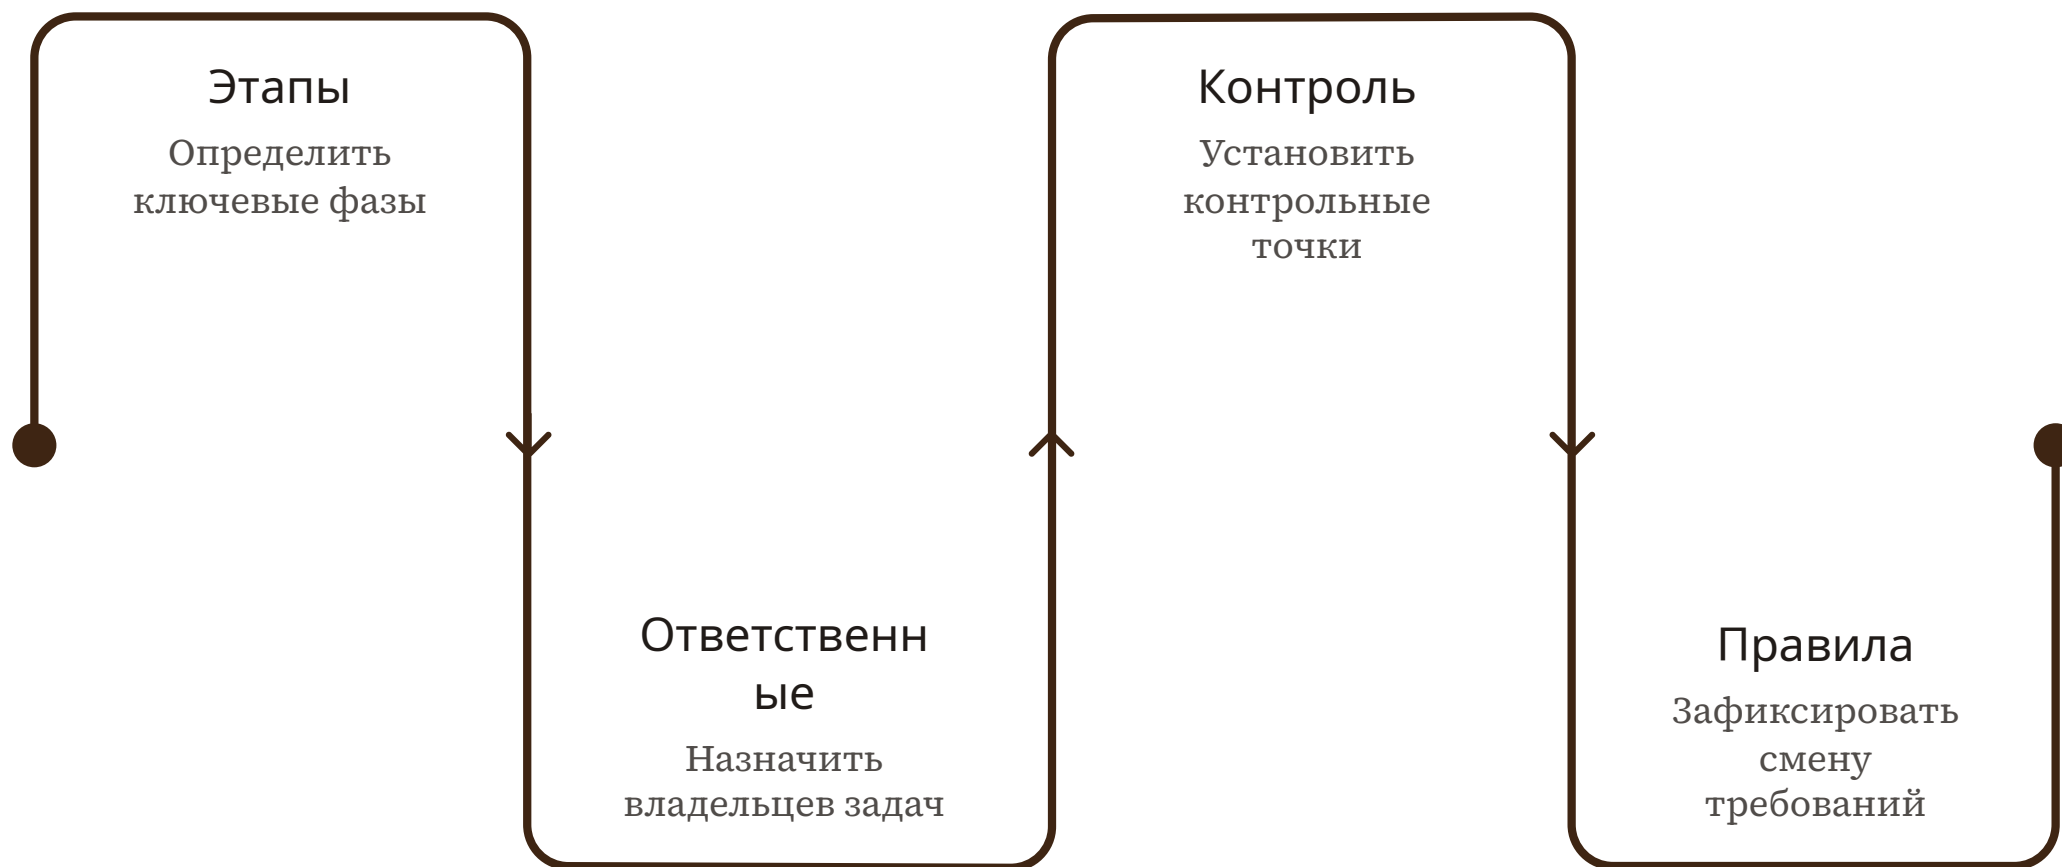 Этапы
Определить
ключевые фазы
Ответственн
ые
Назначить
владельцев задач
Контроль
Установить
контрольные
точки
Правила
Зафиксировать
смену
требований